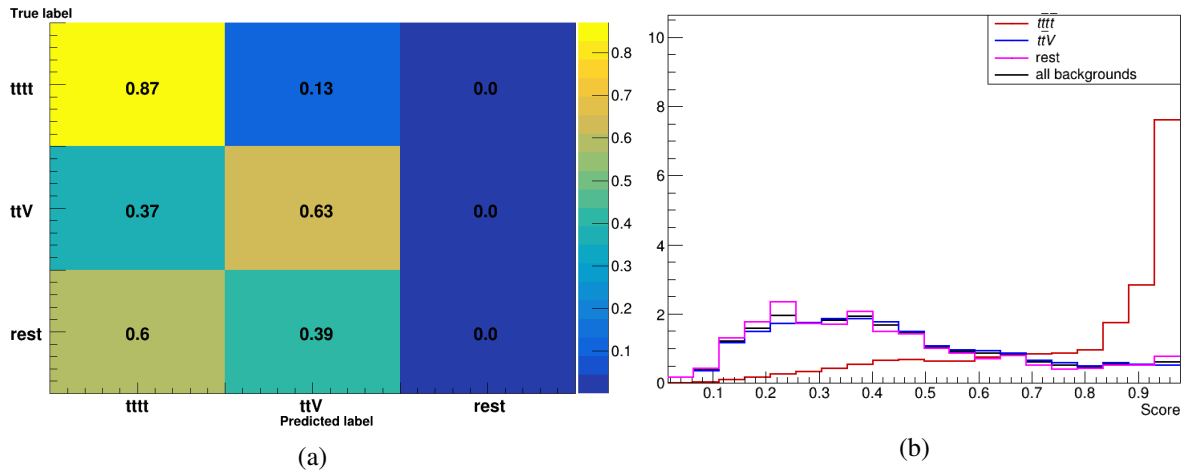 True label
tttt
0.87
0.13
0.0
ttV
0.37
0.63
0.0
rest
0.6
0.39
0.0
tttt
ttV
rest
Predicted label
0.8
0.7
0.6
0.5
0.4
0.3
0.2
0.1
(a)
10
8
6
4
2
0
0.1 0.2 0.3 0.4 0.5 0.6 0.7 0.8 0.9
Score
tttt
ttV
rest
all backgrounds
(b)